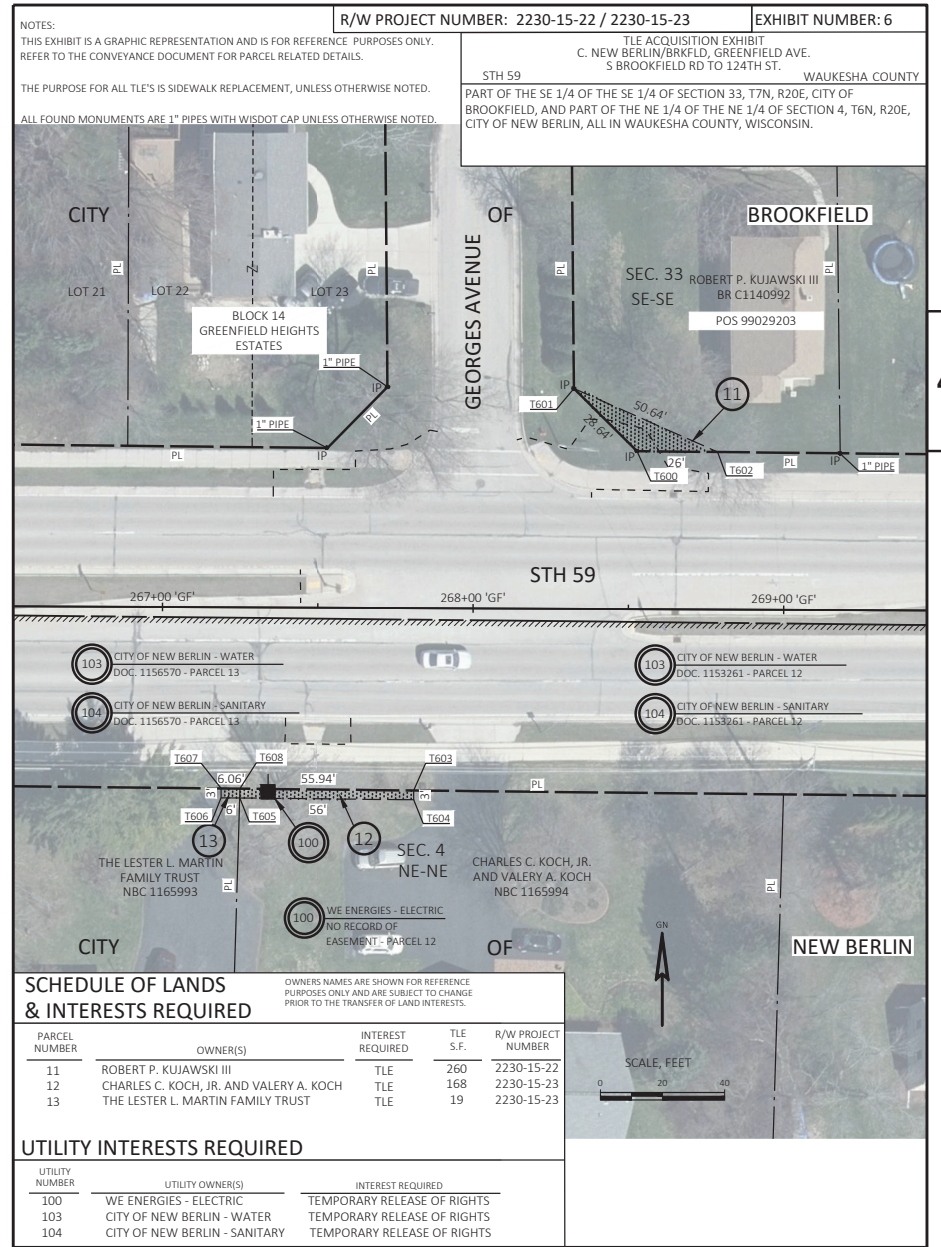 NOTES:
THIS EXHIBIT IS A GRAPHIC REPRESENTATION AND IS FOR REFERENCE PURPOSES ONLY.
REFER TO THE CONVEYANCE DOCUMENT FOR PARCEL RELATED DETAILS.
THE PURPOSE FOR ALL TLE'S IS SIDEWALK REPLACEMENT, UNLESS OTHERWISE NOTED.
ALL FOUND MONUMENTS ARE 1" PIPES WITH WISDOT CAP UNLESS OTHERWISE NOTED.
R/W PROJECT NUMBER: 2230-15-22 / 2230-15-23
EXHIBIT NUMBER: 6
TLE ACQUISITION EXHIBIT
C. NEW BERLIN/BRKFLD, GREENFIELD AVE.
S BROOKFIELD RD TO 124TH ST.
STH 59 WAUKESHA COUNTY
PART OF THE SE 1/4 OF THE SE 1/4 OF SECTION 33, T7N, R20E, CITY OF
BROOKFIELD, AND PART OF THE NE 1/4 OF THE NE 1/4 OF SECTION 4, T6N, R20E,
CITY OF NEW BERLIN, ALL IN WAUKESHA COUNTY, WISCONSIN.
CITY OF BROOKFIELD
GEORGES AVENUE
PL
PL
PL
Z
LOT 21
LOT 22
LOT 23
BLOCK 14
GREENFIELD HEIGHTS
ESTATES
SEC. 33
SE-SE
ROBERT P. KUJAWSKI III
BR C1140992
POS 99029203
1" PIPE
IP
PL
1" PIPE
IP
PL
IP
T601
50.64'
28.64'
11
IP
26'
T600
T602
PL
1" PIPE
IP
4
STH 59
267+00 'GF'
268+00 'GF'
269+00 'GF'
103
CITY OF NEW BERLIN - WATER
DOC. 1156570 - PARCEL 13
104
CITY OF NEW BERLIN - SANITARY
DOC. 1156570 - PARCEL 13
103
CITY OF NEW BERLIN - WATER
DOC. 1153261 - PARCEL 12
104
CITY OF NEW BERLIN - SANITARY
DOC. 1153261 - PARCEL 12
T607
T608
T603
6.06'
55.94'
PL
3'
3'
6'
56'
T606
T605
T604
13
100
12
THE LESTER L. MARTIN
FAMILY TRUST
NBC 1165993
SEC. 4
NE-NE
CHARLES C. KOCH, JR.
AND VALERY A. KOCH
NBC 1165994
PL
PL
100
WE ENERGIES - ELECTRIC
NO RECORD OF
EASEMENT - PARCEL 12
GN
CITY OF NEW BERLIN
SCALE, FEET
0 20 40
SCHEDULE OF LANDS
& INTERESTS REQUIRED
OWNERS NAMES ARE SHOWN FOR REFERENCE
PURPOSES ONLY AND ARE SUBJECT TO CHANGE
PRIOR TO THE TRANSFER OF LAND INTERESTS.
PARCEL NUMBER OWNER(S) INTEREST REQUIRED TLE S.F. R/W PROJECT NUMBER
11 ROBERT P. KUJAWSKI III TLE 260 2230-15-22
12 CHARLES C. KOCH, JR. AND VALERY A. KOCH TLE 168 2230-15-23
13 THE LESTER L. MARTIN FAMILY TRUST TLE 19 2230-15-23
UTILITY INTERESTS REQUIRED
UTILITY NUMBER UTILITY OWNER(S) INTEREST REQUIRED
100 WE ENERGIES - ELECTRIC TEMPORARY RELEASE OF RIGHTS
103 CITY OF NEW BERLIN - WATER TEMPORARY RELEASE OF RIGHTS
104 CITY OF NEW BERLIN - SANITARY TEMPORARY RELEASE OF RIGHTS